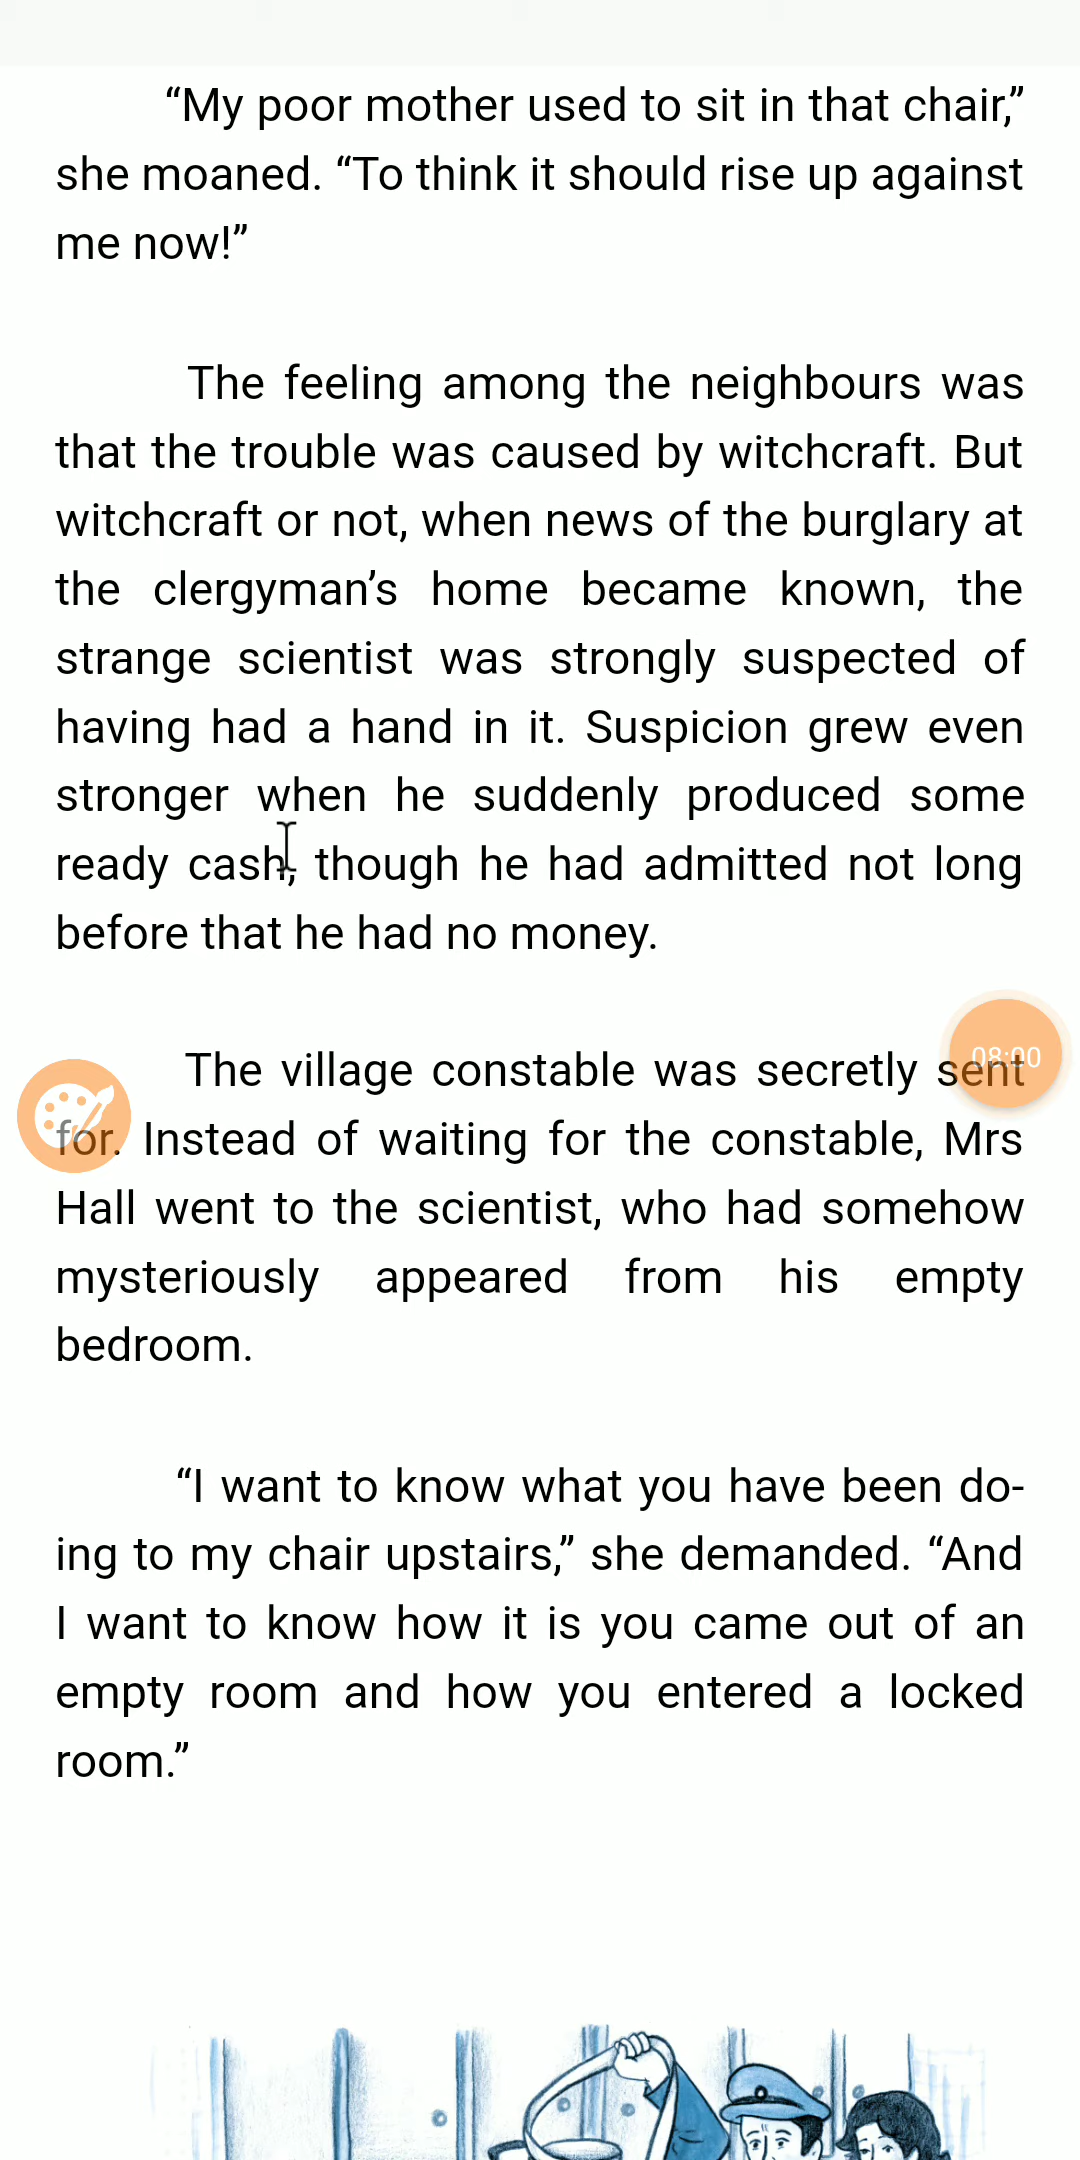 “My poor mother used to sit in that chair,”
she moaned. “To think it should rise up against
me now!”
The feeling among the neighbours was
that the trouble was caused by witchcraft. But
witchcraft or not, when news of the burglary at
the clergyman’s home became known, the
strange scientist was strongly suspected of
having had a hand in it. Suspicion grew even
stronger when he suddenly produced some
ready cash, though he had admitted not long
before that he had no money.
The village constable was secretly sent
08:00
for. Instead of waiting for the constable, Mrs
Hall went to the scientist, who had somehow
mysteriously appeared from his empty
bedroom.
“I want to know what you have been do-
ing to my chair upstairs,” she demanded. “And
I want to know how it is you came out of an
empty room and how you entered a locked
room.”